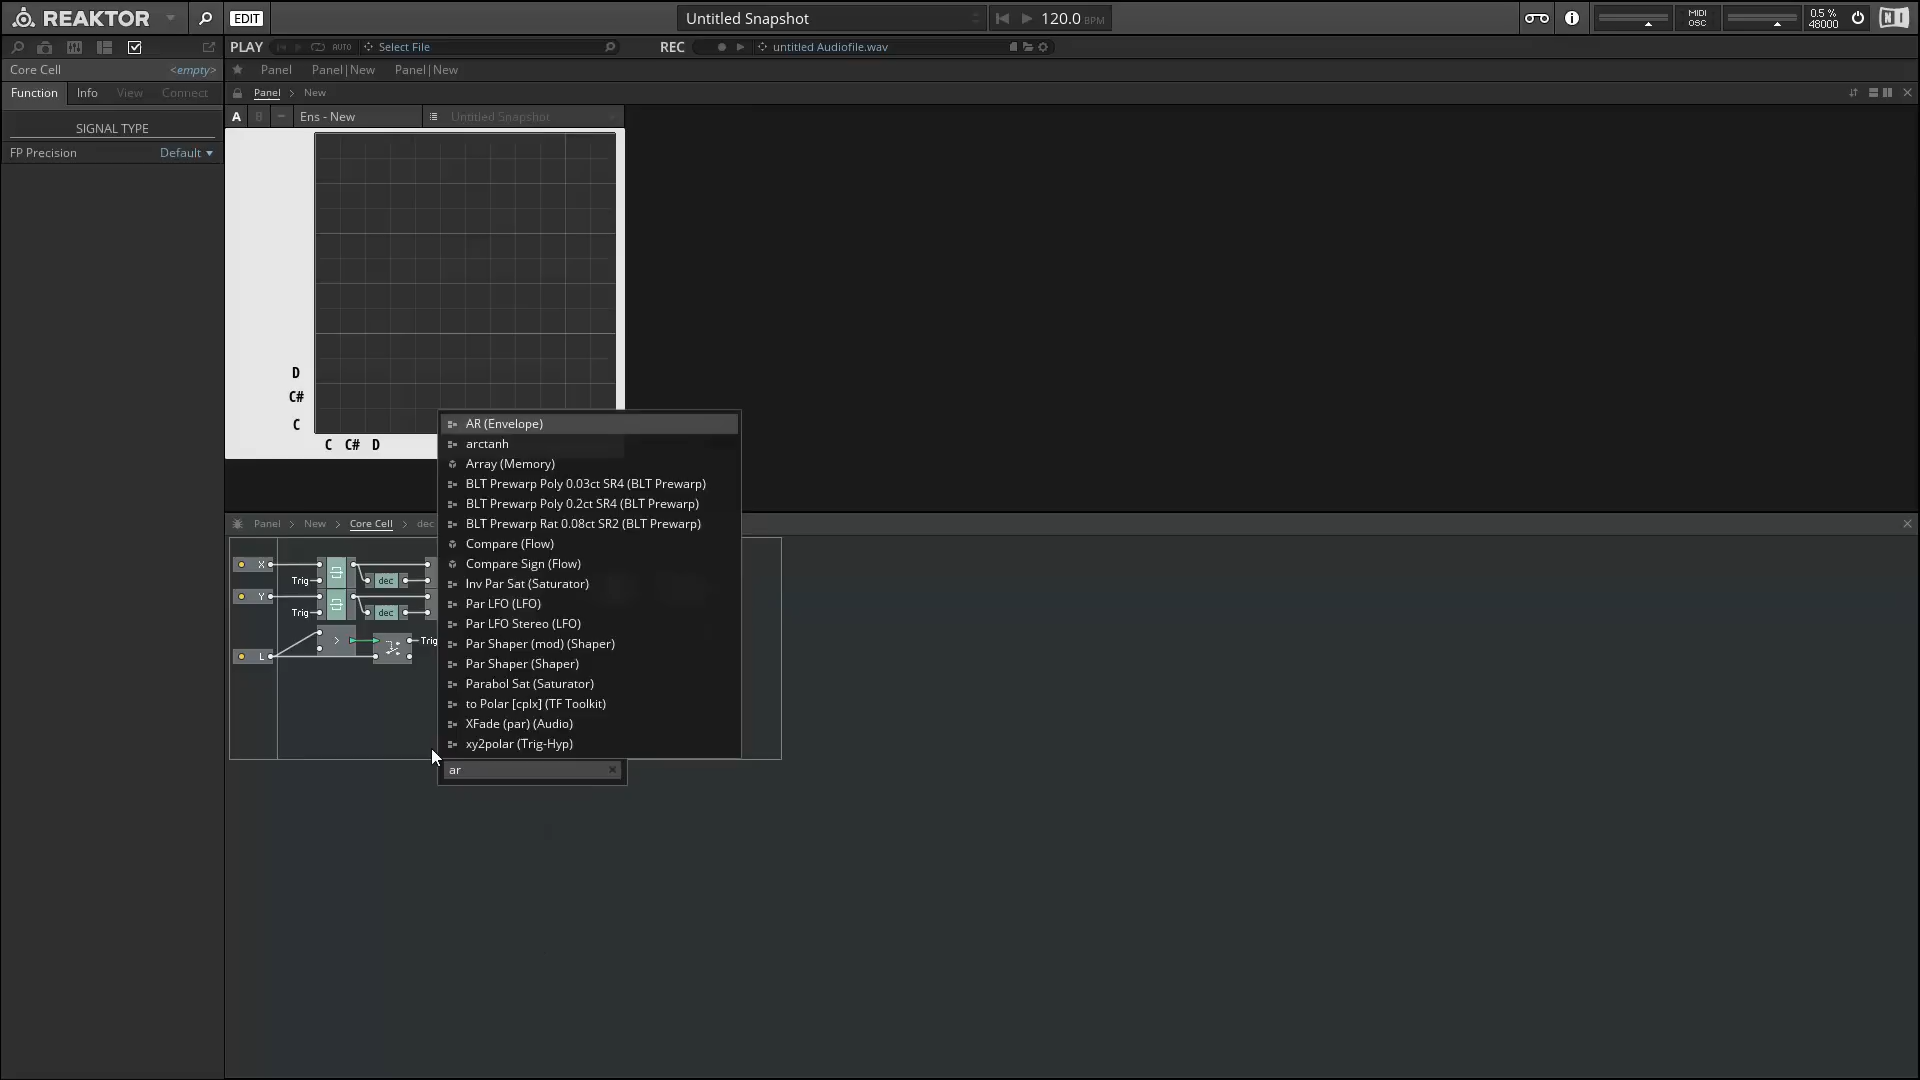 REAKTOR EDIT Untitled Snapshot 120.0 BPM MIDI OSC 0.5 % 48000
PLAY AUTO Select File REC untitled Audiofile.wav
Core Cell <empty> Panel Panel|New Panel|New
Function Info View Connect Panel > New
A B Ens - New Untitled Snapshot
SIGNAL TYPE
FP Precision Default
D
C#
C
C C# D
AR (Envelope)
arctanh
Array (Memory)
BLT Prewarp Poly 0.03ct SR4 (BLT Prewarp)
BLT Prewarp Poly 0.2ct SR4 (BLT Prewarp)
BLT Prewarp Rat 0.08ct SR2 (BLT Prewarp)
Compare (Flow)
Compare Sign (Flow)
Inv Par Sat (Saturator)
Par LFO (LFO)
Par LFO Stereo (LFO)
Par Shaper (mod) (Shaper)
Par Shaper (Shaper)
Parabol Sat (Saturator)
to Polar [cplx] (TF Toolkit)
XFade (par) (Audio)
xy2polar (Trig-Hyp)
ar
Panel > New > Core Cell > dec
X
Trig dec
Y
Trig dec
> Trig
L